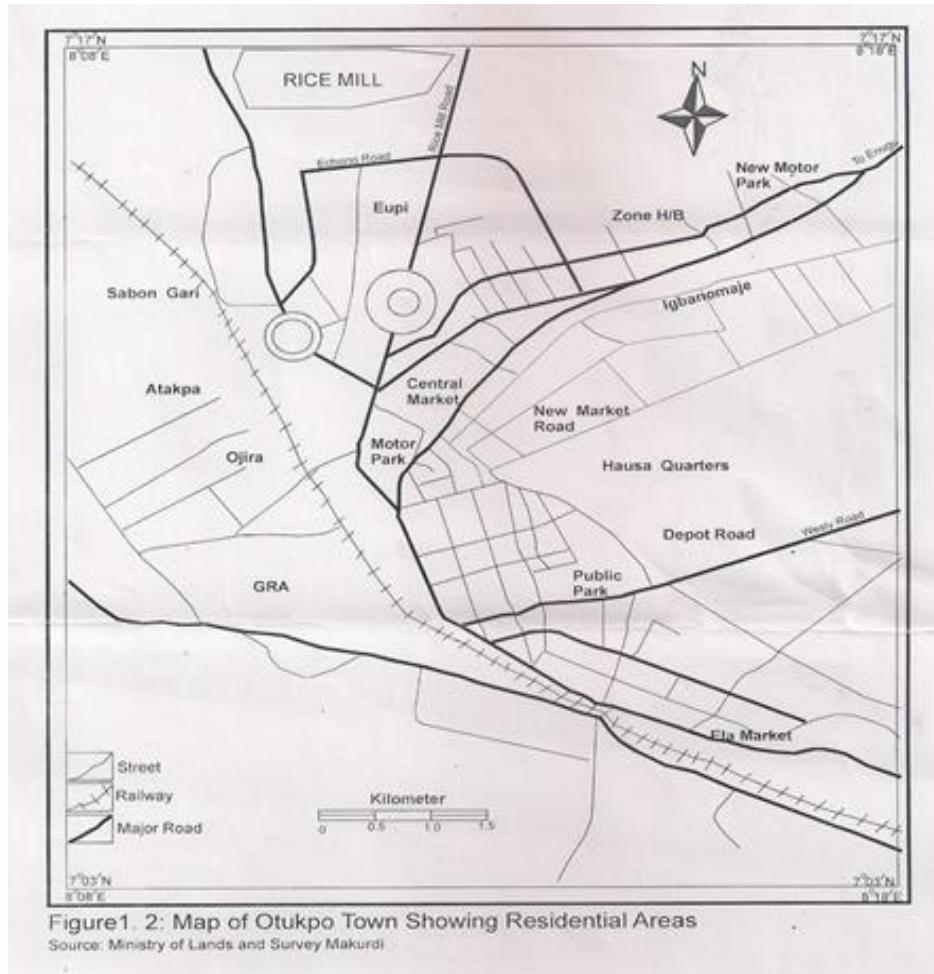 7°17'N
8°08'E
7°17'N
8°18'E
RICE MILL
N
Rice Mill Road
Echono Road
To Enugu
New Motor
Park
Eupi
Zone H/B
Sabon Gari
Igbanomaje
Atakpa
Central
Market
New Market
Road
Motor
Park
Ojira
Hausa Quarters
Depot Road
Wesly Road
GRA
Public
Park
Ela Market
Street
Railway
Major Road
Kilometer
0 0.5 1.0 1.5
7°03'N
8°08'E
7°03'N
8°18'E
Figure1. 2: Map of Otukpo Town Showing Residential Areas
Source: Ministry of Lands and Survey Makurdi